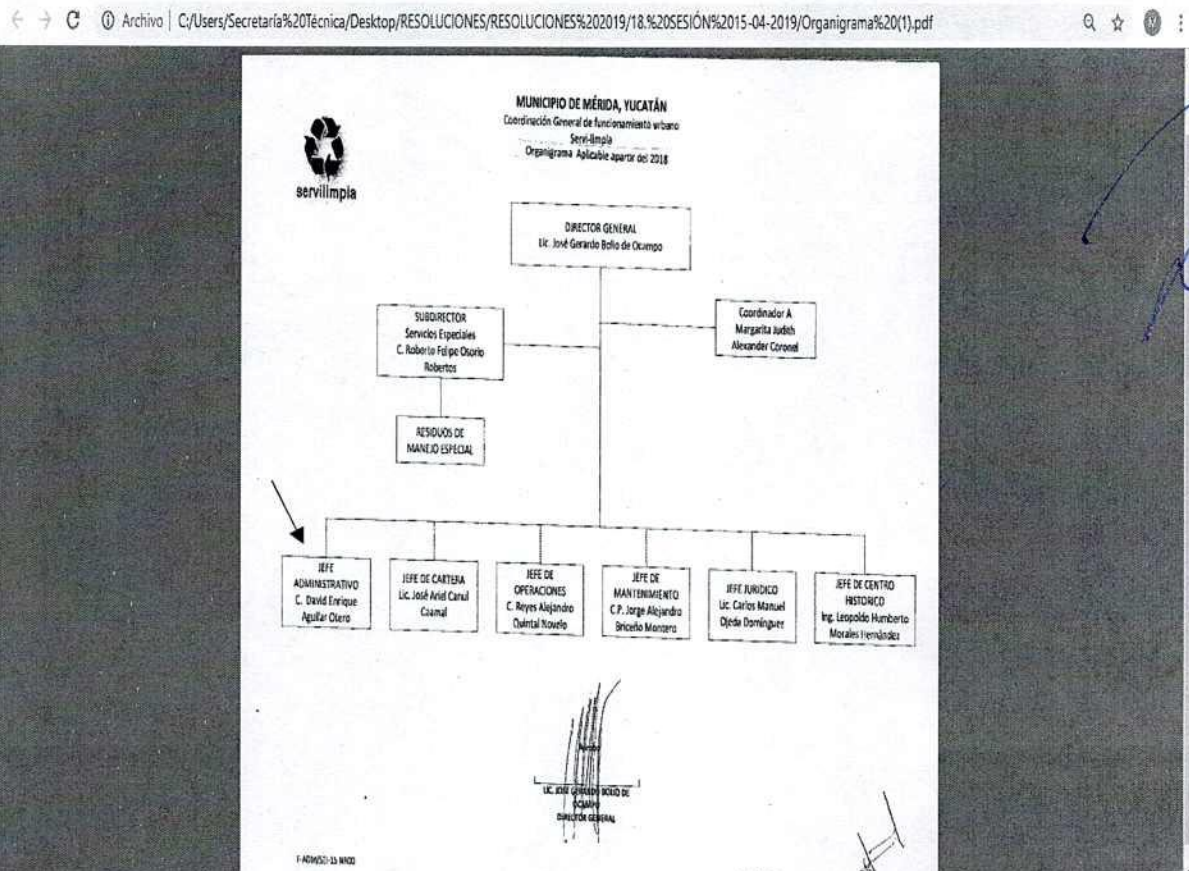 Archivo | C:/Users/Secretaría%20Técnica/Desktop/RESOLUCIONES/RESOLUCIONES%202019/18.%20SESIÓN%2015-04-2019/Organigrama%20(1).pdf
servilimpia
MUNICIPIO DE MÉRIDA, YUCATÁN
Coordinación General de funcionamiento urbano
Servi-limpia
Organigrama Aplicable apartir del 2018
DIRECTOR GENERAL
Lic. José Gerardo Bolio de Ocampo
SUBDIRECTOR
Servicios Especiales
C. Roberto Felipe Osorio
Robertos
Coordinador A
Margarita Judith
Alexander Coronel
RESIDUOS DE
MANEJO ESPECIAL
JEFE
ADMINISTRATIVO
C. David Enrique
Aguilar Otero
JEFE DE CARTERA
Lic. José Ariel Canul
Caamal
JEFE DE
OPERACIONES
C. Reyes Alejandro
Quintal Novelo
JEFE DE
MANTENIMIENTO
C.P. Jorge Alejandro
Briceño Montero
JEFE JURIDICO
Lic. Carlos Manuel
Ojeda Domínguez
JEFE DE CENTRO
HISTORICO
Ing. Leopoldo Humberto
Morales Hernández
LIC. JOSE GERARDO BOLIO DE
OCAMPO
DIRECTOR GENERAL